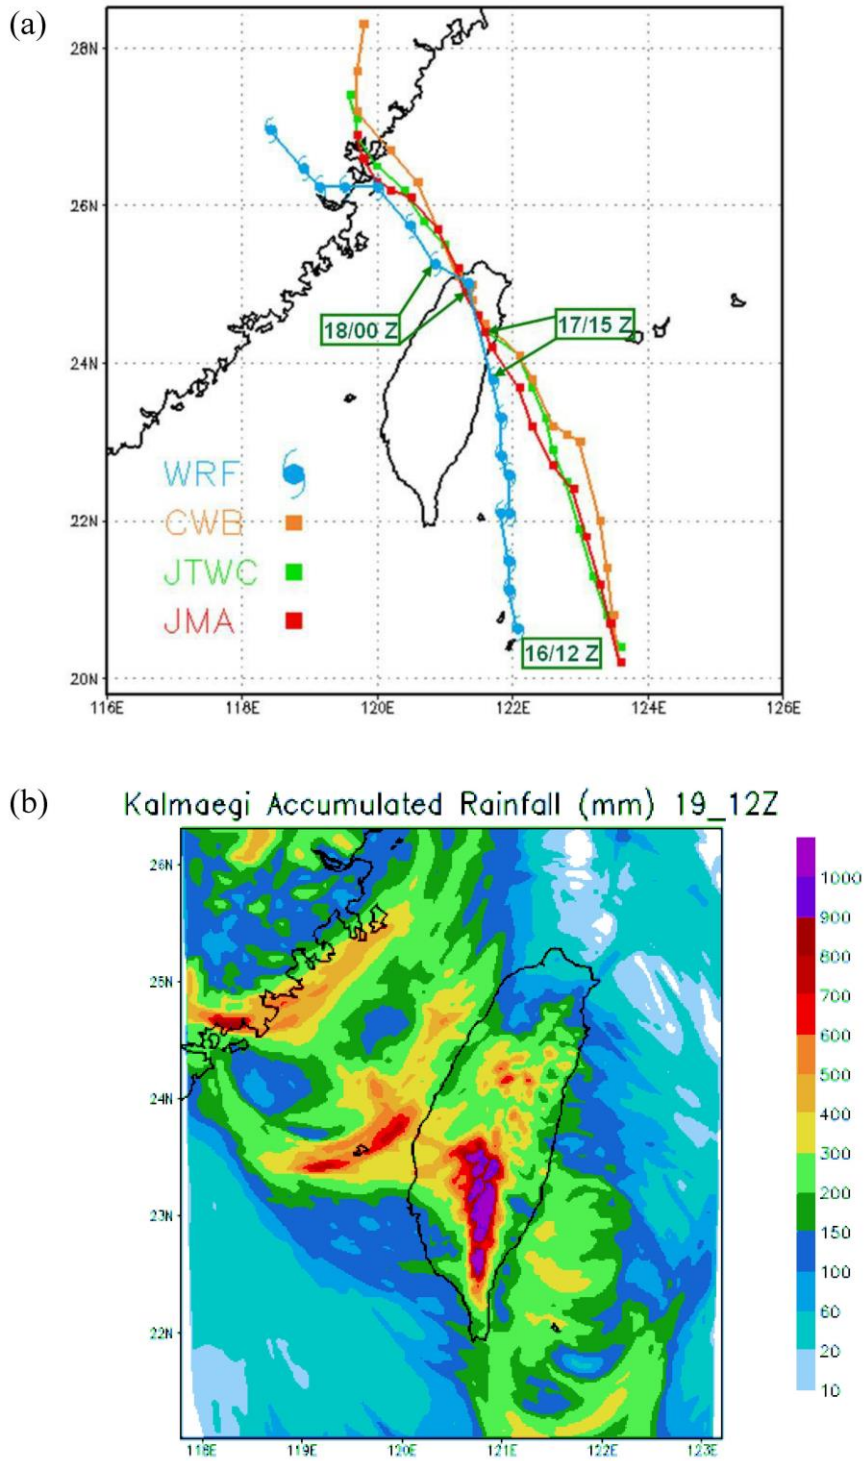 (a)
28N
26N
24N
22N
20N
18/00 Z
17/15 Z
16/12 Z
WRF
CWB
JTWC
JMA
116E 118E 120E 122E 124E 126E
(b)
Kalmaegi Accumulated Rainfall (mm) 19_12Z
26N
25N
24N
23N
22N
118E 119E 120E 121E 122E 123E
1000
900
800
700
600
500
400
300
200
150
100
60
20
10